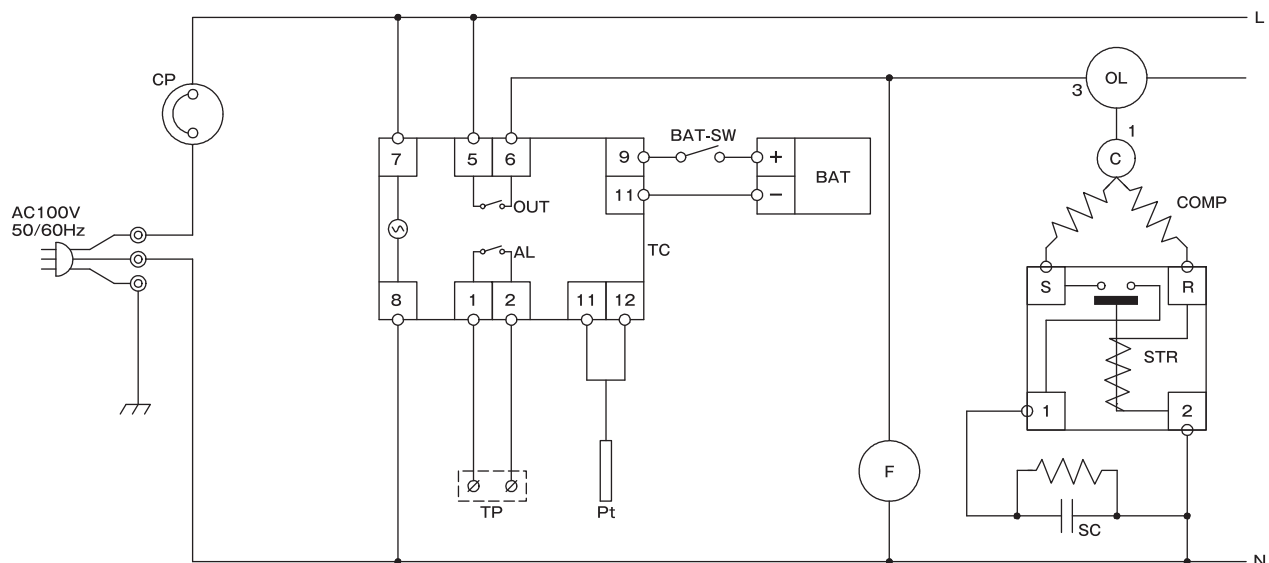 L
CP
OL
3
1
7
5
6
9
BAT-SW
+
BAT
11
−
C
COMP
OUT
AC100V
50/60Hz
AL
TC
S
R
8
1
2
11
12
STR
1
2
F
TP
Pt
SC
N